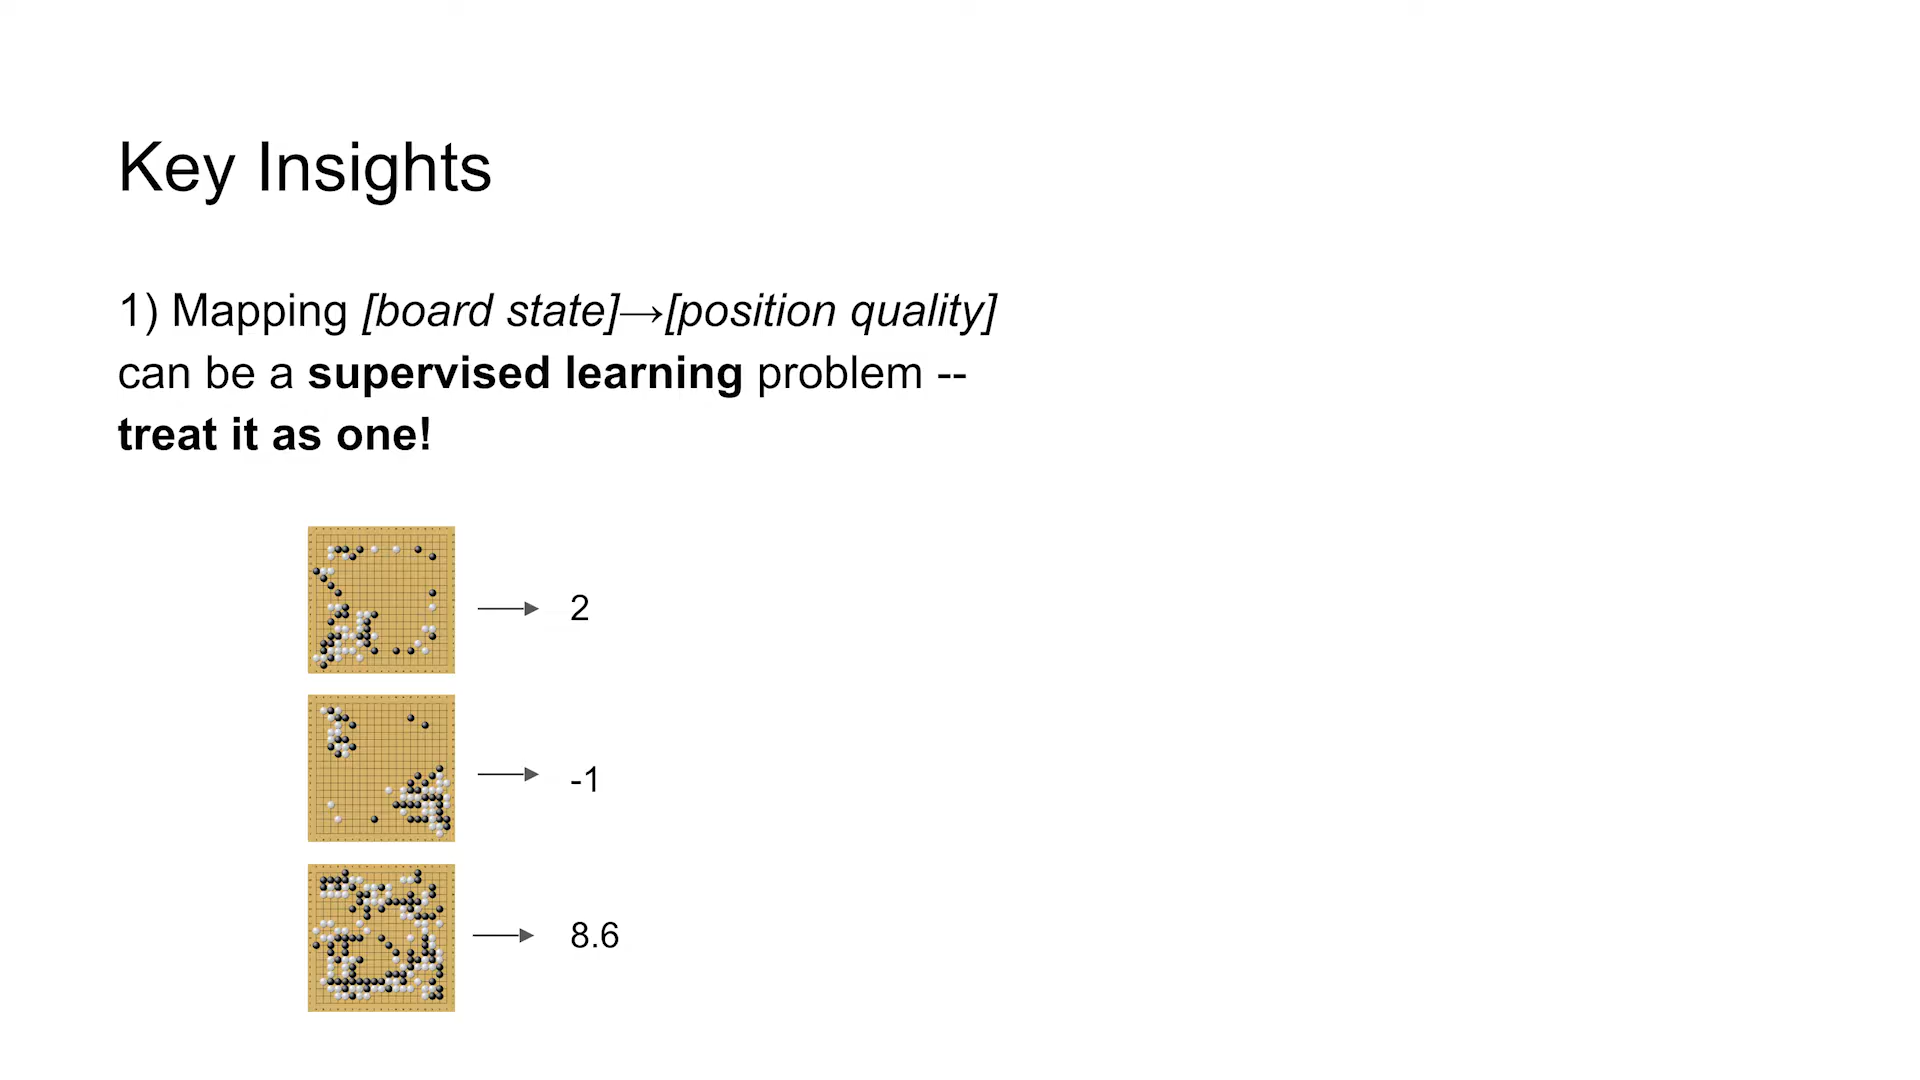 Key Insights
1) Mapping [board state]→[position quality]
can be a supervised learning problem --
treat it as one!
2
-1
8.6